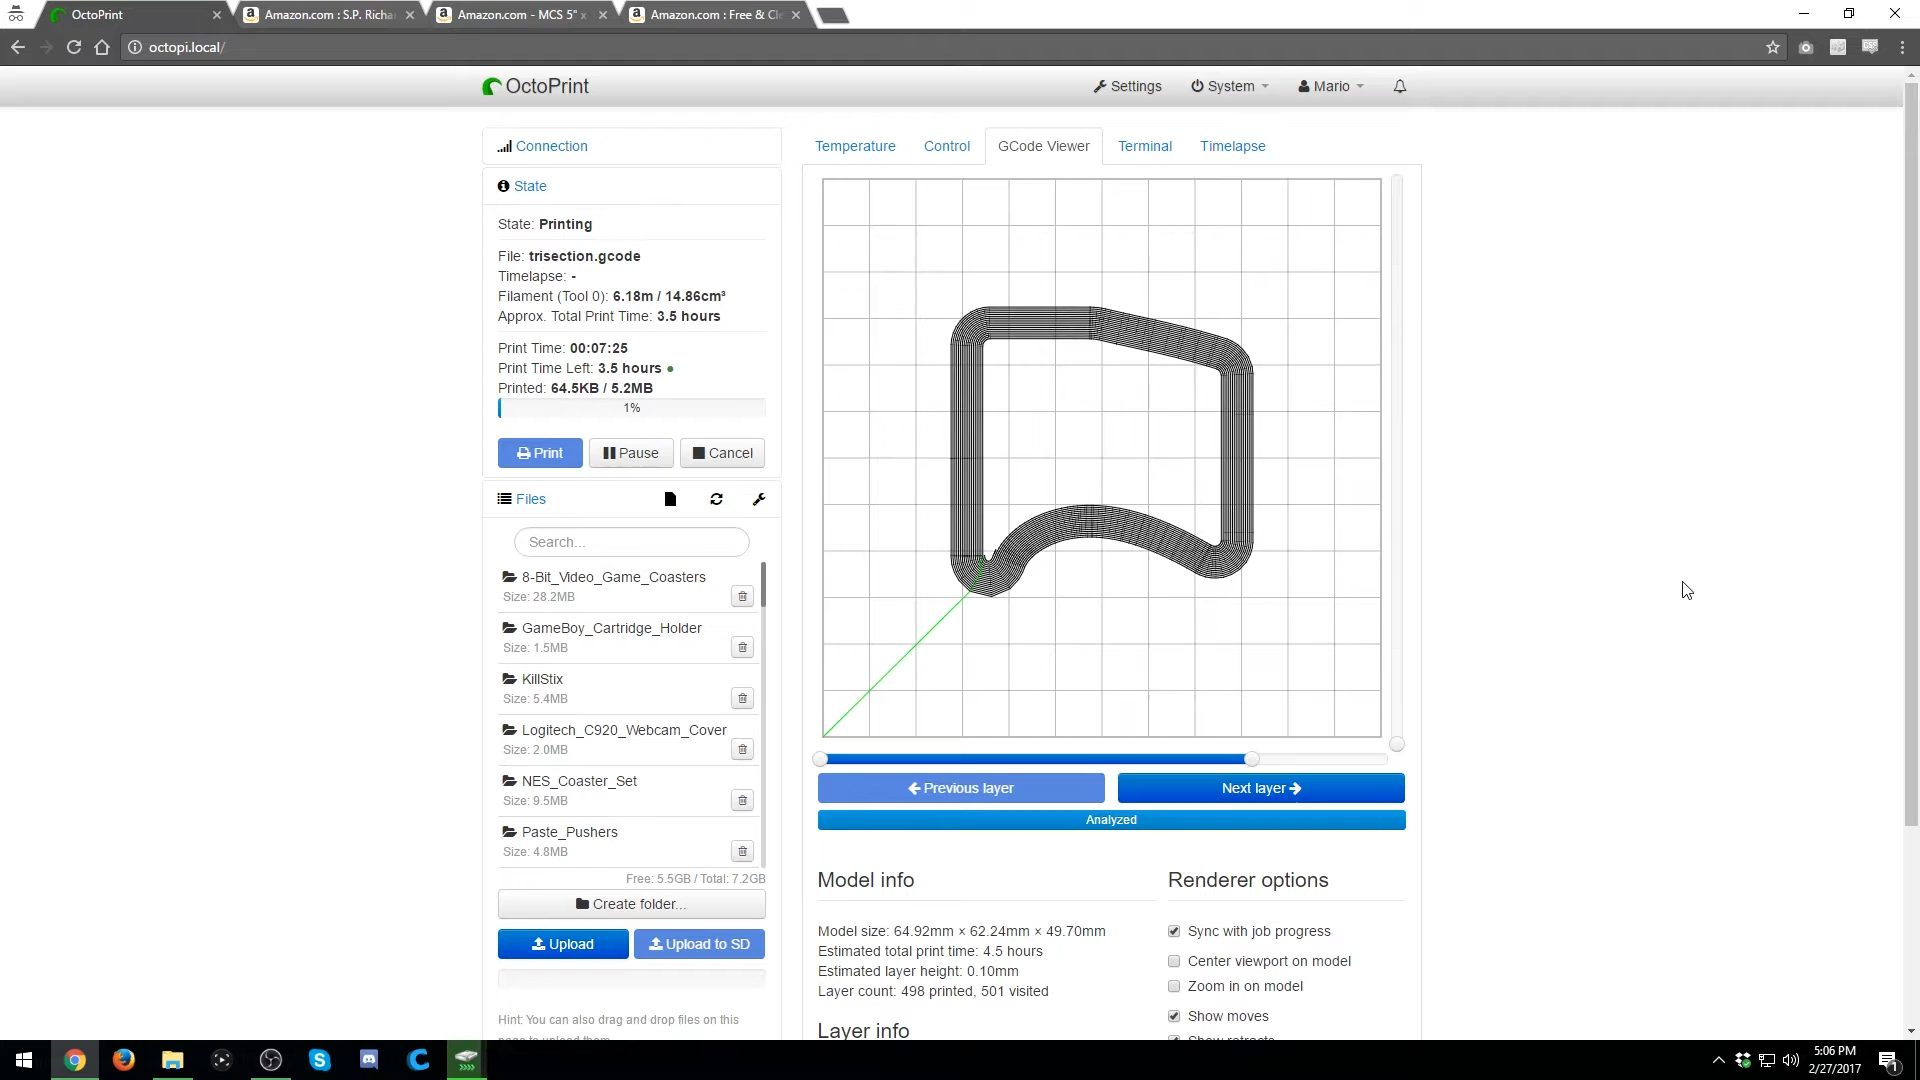 OctoPrint
Amazon.com : S.P. Richa
Amazon.com - MCS 5" x
Amazon.com : Free & Cl
octopi.local/
OctoPrint
Settings
System
Mario
Connection
State
State: Printing
File: trisection.gcode
Timelapse: -
Filament (Tool 0): 6.18m / 14.86cm³
Approx. Total Print Time: 3.5 hours
Print Time: 00:07:25
Print Time Left: 3.5 hours
Printed: 64.5KB / 5.2MB
1%
Print
Pause
Cancel
Files
Search...
8-Bit_Video_Game_Coasters
Size: 28.2MB
GameBoy_Cartridge_Holder
Size: 1.5MB
KillStix
Size: 5.4MB
Logitech_C920_Webcam_Cover
Size: 2.0MB
NES_Coaster_Set
Size: 9.5MB
Paste_Pushers
Size: 4.8MB
Free: 5.5GB / Total: 7.2GB
Create folder...
Upload
Upload to SD
Hint: You can also drag and drop files on this
page to upload them.
Temperature
Control
GCode Viewer
Terminal
Timelapse
Previous layer
Next layer
Analyzed
Model info
Model size: 64.92mm × 62.24mm × 49.70mm
Estimated total print time: 4.5 hours
Estimated layer height: 0.10mm
Layer count: 498 printed, 501 visited
Layer info
Renderer options
Sync with job progress
Center viewport on model
Zoom in on model
Show moves
Show retracts
5:06 PM
2/27/2017
1